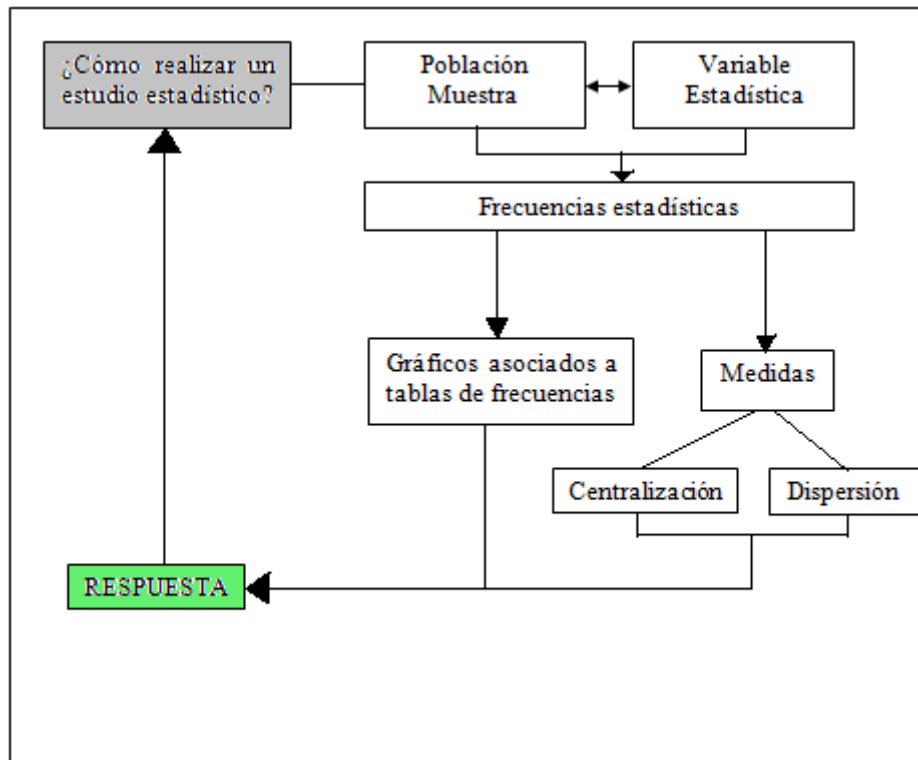 ¿Cómo realizar un
estudio estadístico?
Población
Muestra
Variable
Estadística
Frecuencias estadísticas
Gráficos asociados a
tablas de frecuencias
Medidas
Centralización
Dispersión
RESPUESTA